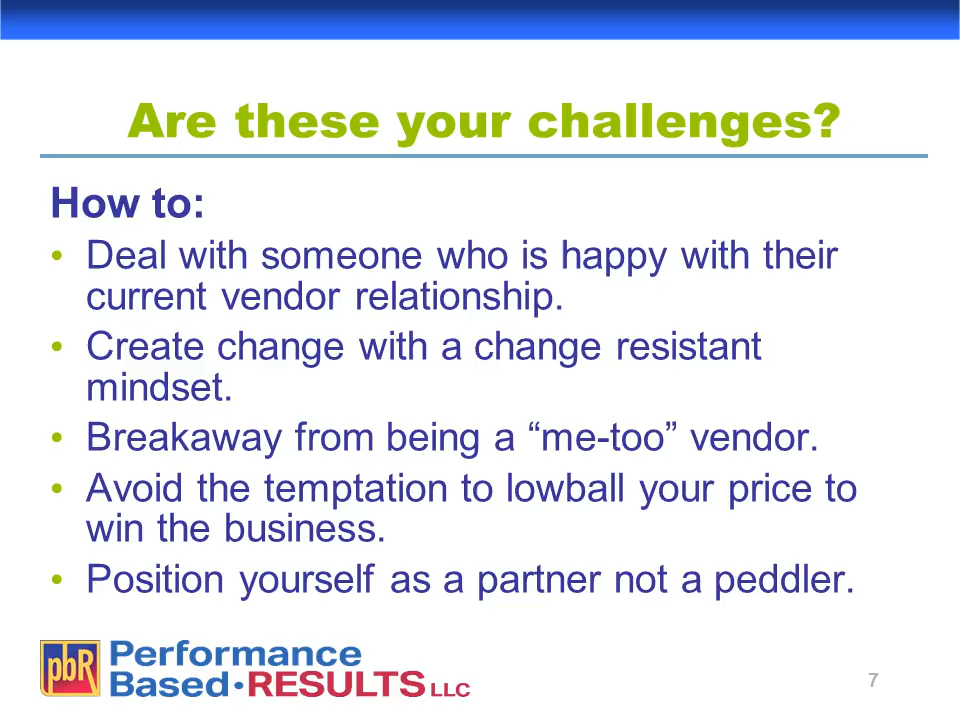 Are these your challenges?
How to:
• Deal with someone who is happy with their
current vendor relationship.
• Create change with a change resistant
mindset.
• Breakaway from being a “me-too” vendor.
• Avoid the temptation to lowball your price to
win the business.
• Position yourself as a partner not a peddler.
pbR
Performance
Based•RESULTS LLC
7